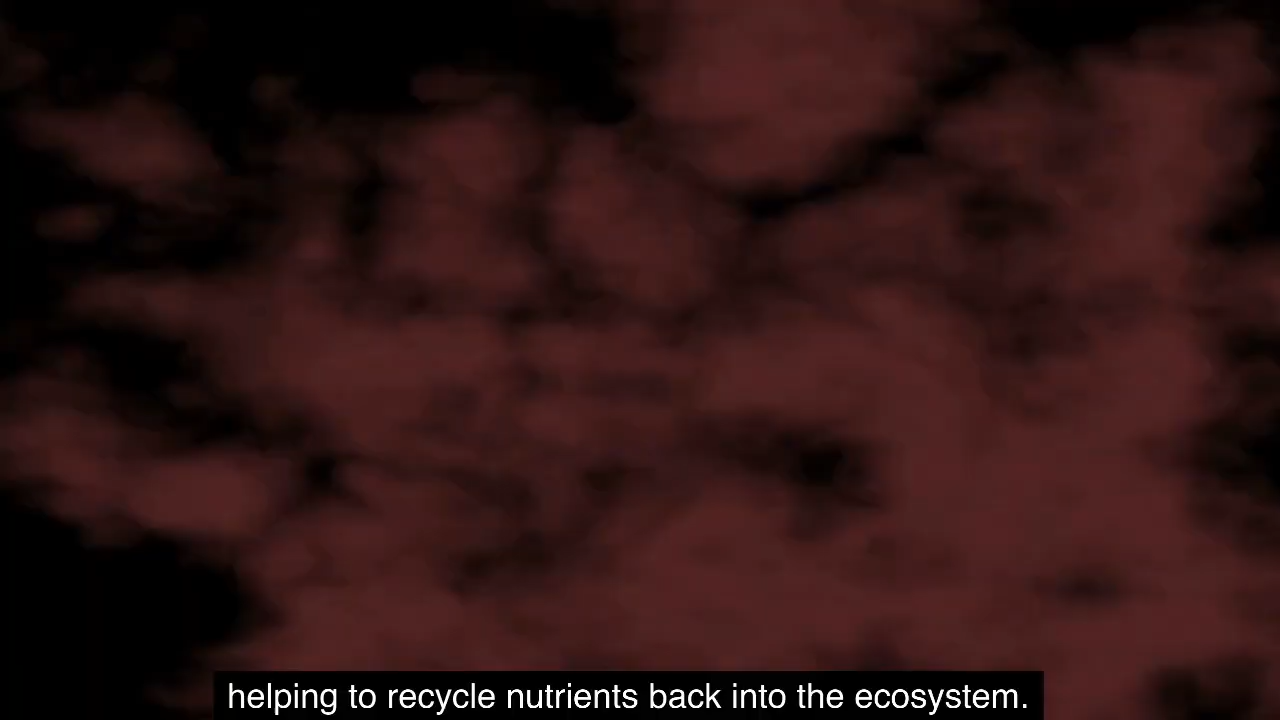 helping to recycle nutrients back into the ecosystem.